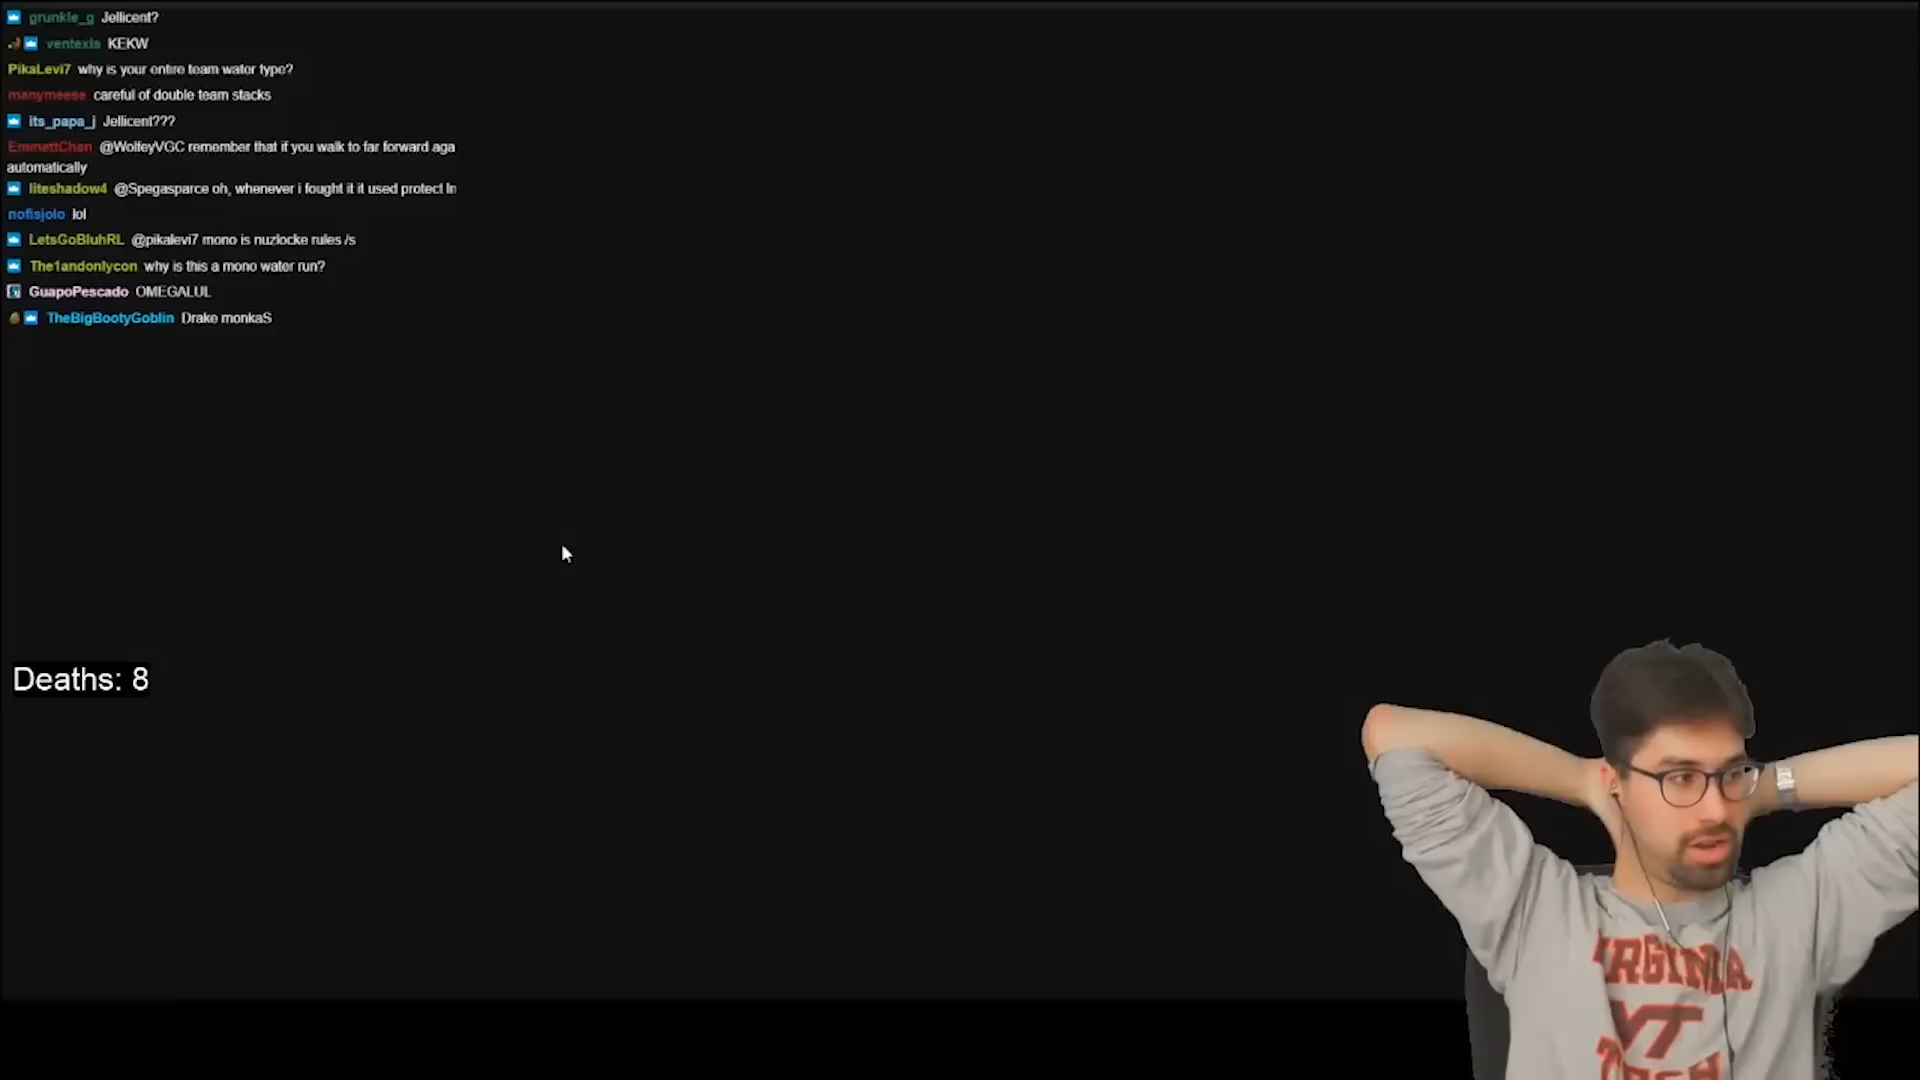 grunkle_g Jellicent?
ventexis KEKW
PikaLevi7 why is your entire team water type?
manymeese careful of double team stacks
its_papa_j Jellicent???
EmmettChan @WolfeyVGC remember that if you walk to far forward aga
automatically
liteshadow4 @Spegasparce oh, whenever i fought it it used protect
nofisjolo lol
LetsGoBluhRL @pikalevi7 mono is nuzlocke rules /s
The1andonlycon why is this a mono water run?
GuapoPescado OMEGALUL
TheBigBootyGoblin Drake monkaS
Deaths: 8
VIRGINIA
VT
TECH